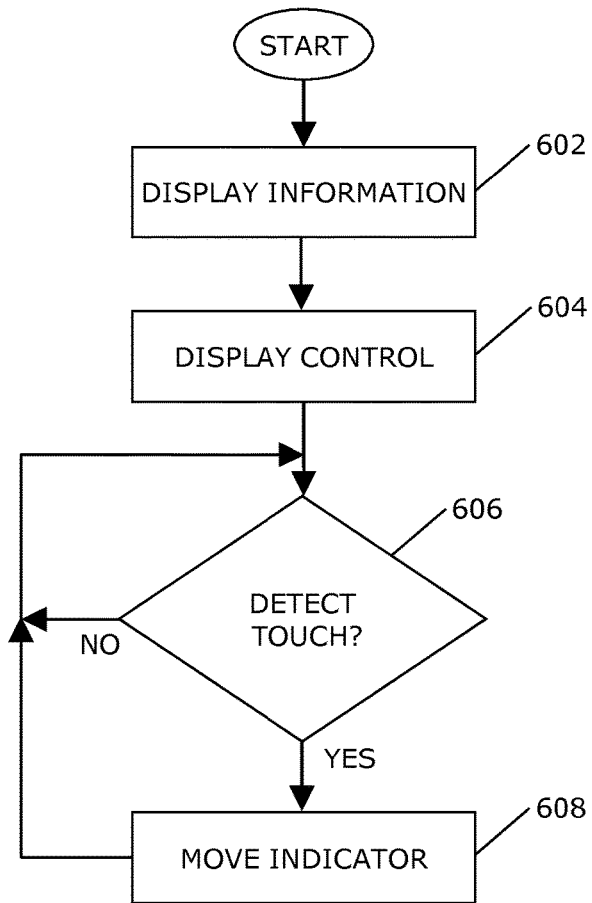 START
602
DISPLAY INFORMATION
604
DISPLAY CONTROL
606
DETECT
TOUCH?
NO
YES
608
MOVE INDICATOR